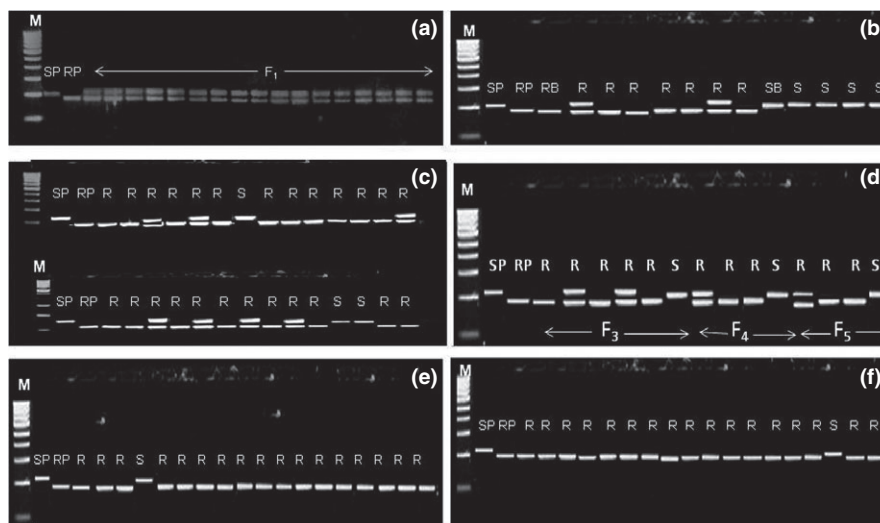 (a)
M
SP RP F1
(b)
M
SP RP RB R R R R R R R SB S S S S
(c)
SP RP R R R R R R S R R R R R R R
M
SP RP R R R R R R R R R R S S R R
(d)
M
SP RP R R R R R S R R R S R R R S
F3 F4 F5
(e)
M
SP RP R R R S R R R R R R R R R R R R R R
(f)
M
SP RP R R R R R R R R R R R R R R R R S R R